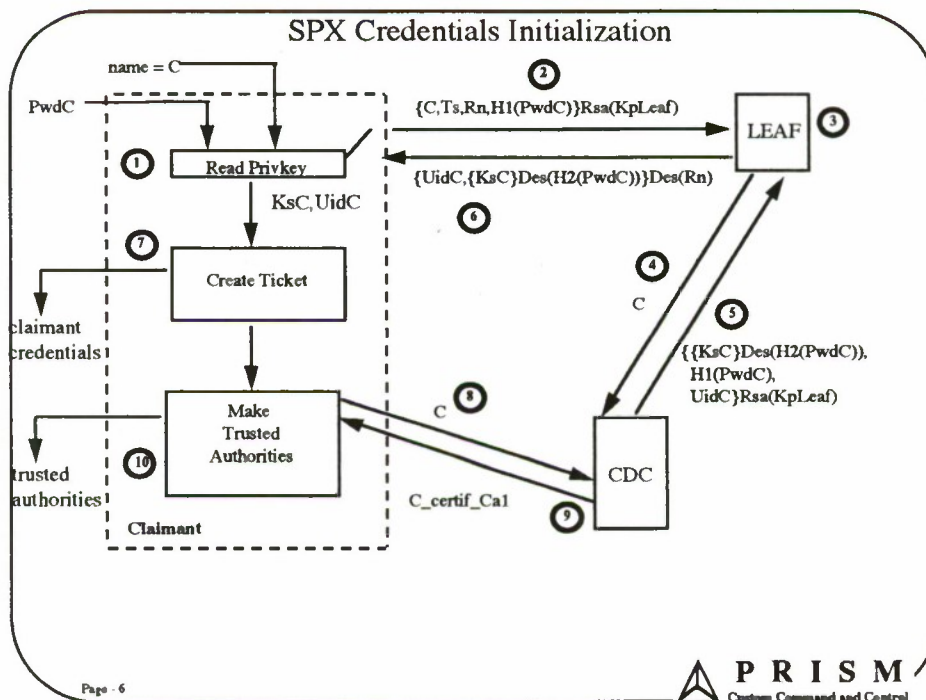 SPX Credentials Initialization
name = C
PwdC
1
Read Privkey
2
{C,Ts,Rn,H1(PwdC)}Rsa(KpLeaf)
LEAF
3
{UidC,{KsC}Des(H2(PwdC))}Des(Rn)
6
KsC,UidC
7
Create Ticket
4
C
5
claimant
credentials
{{KsC}Des(H2(PwdC)),
H1(PwdC),
UidC}Rsa(KpLeaf)
Make
Trusted
Authorities
8
C
CDC
10
trusted
authorities
C_certif_Ca1
9
Claimant
Page - 6
PRISM
Custom Command and Control